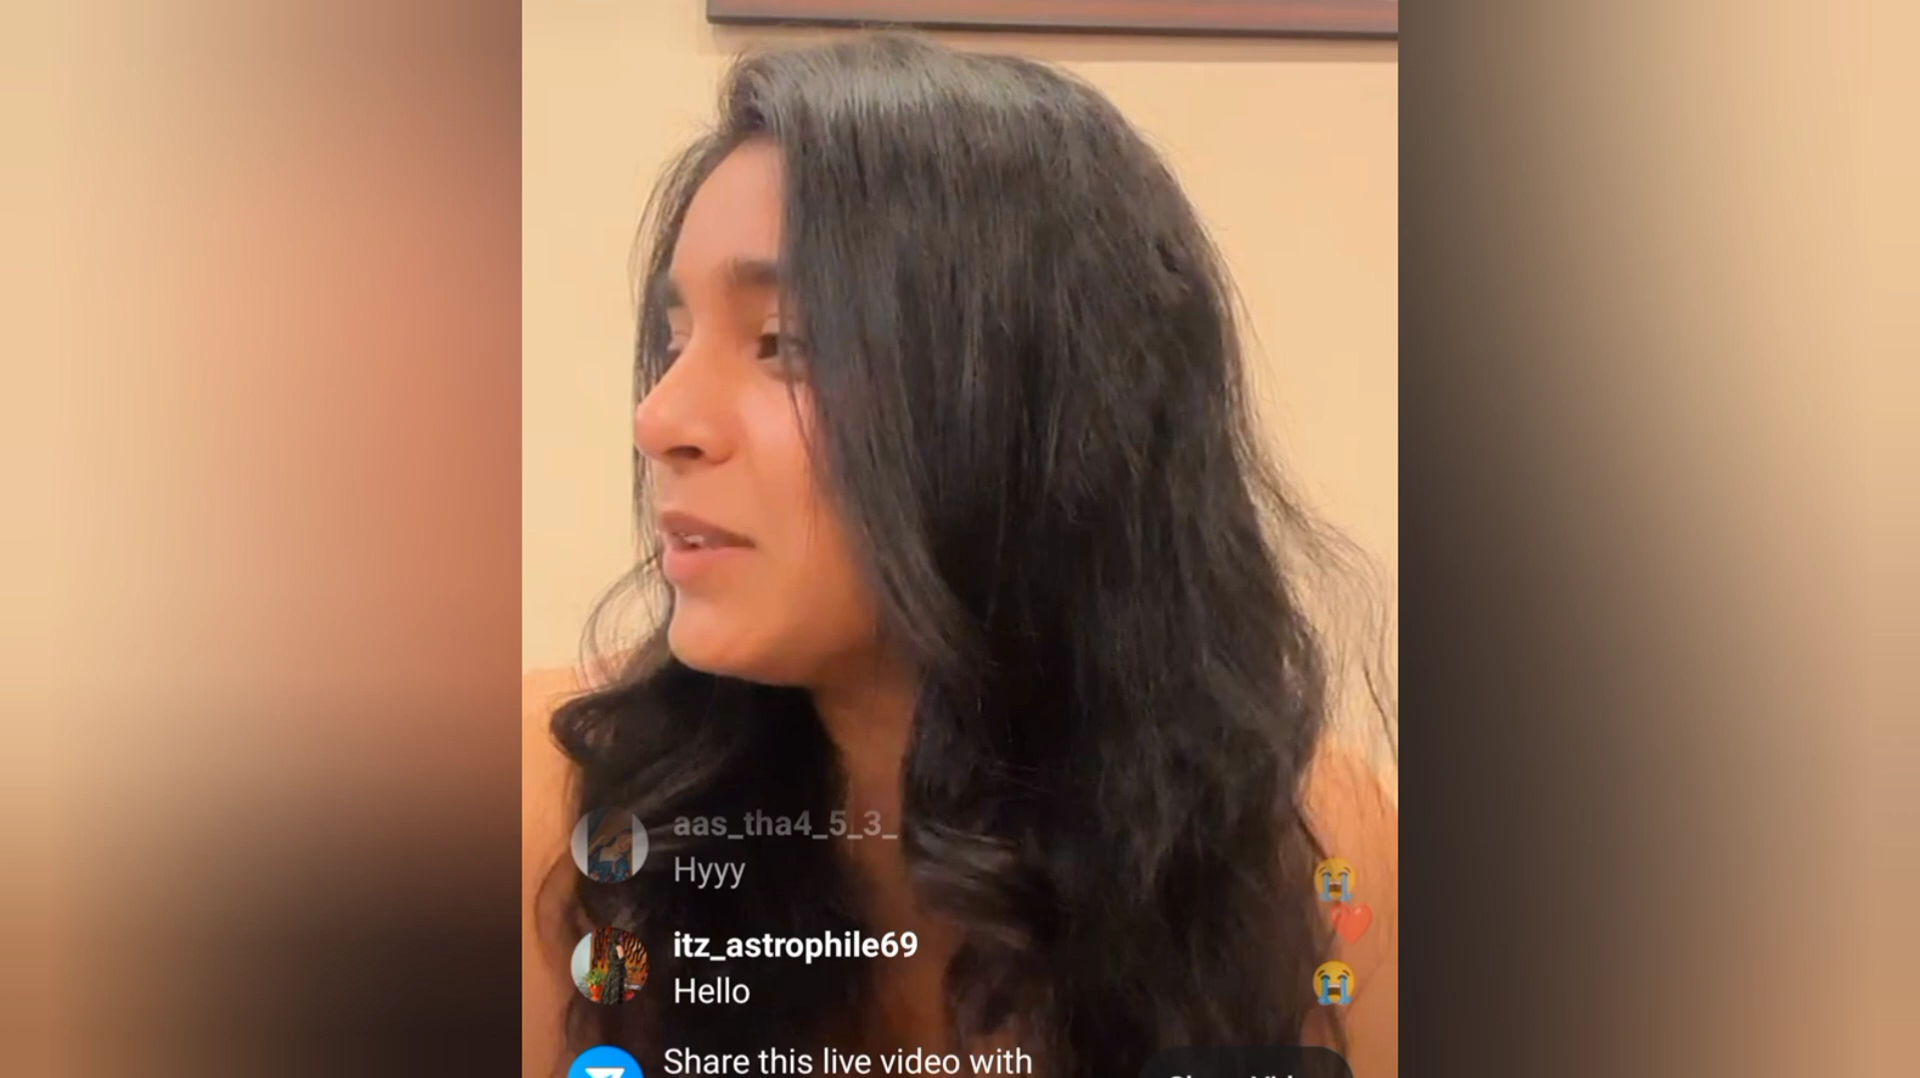 aas_tha4_5_3_
Hyyy
itz_astrophile69
Hello
Share this live video with